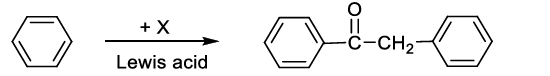 + X
Lewis acid
O
C–CH₂